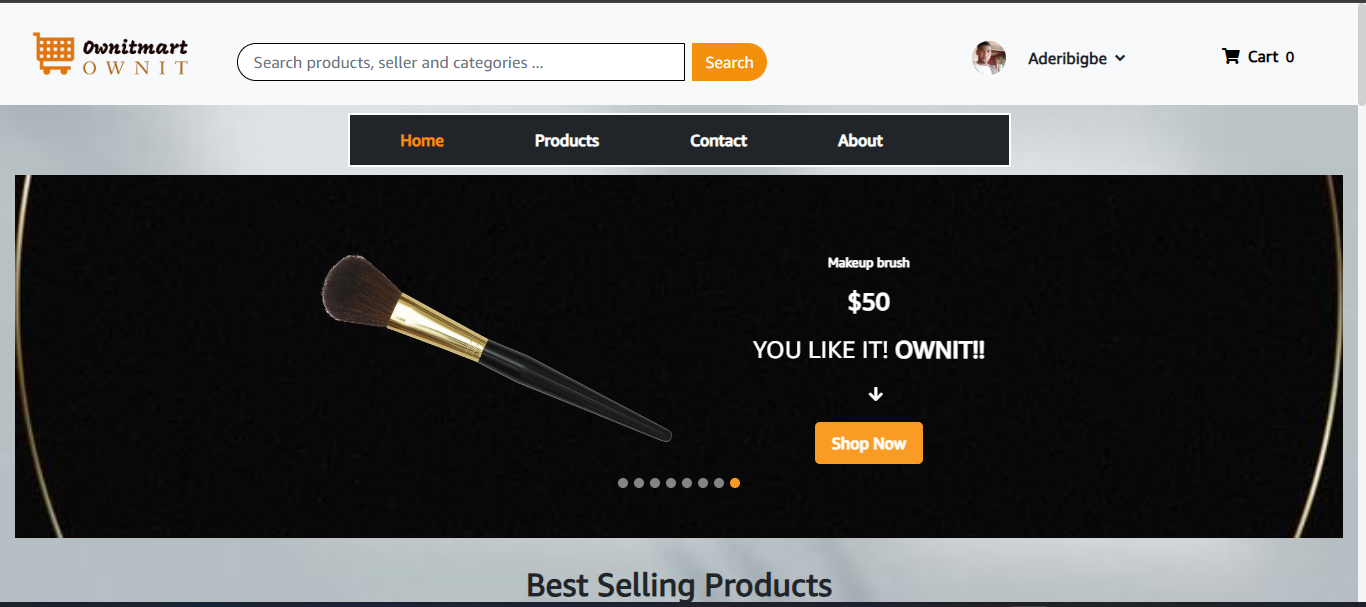 Ownitmart
OWNIT
Search products, seller and categories ...
Search
Aderibigbe
Cart 0
Home
Products
Contact
About
Makeup brush
$50
YOU LIKE IT! OWNIT!!
Shop Now
Best Selling Products